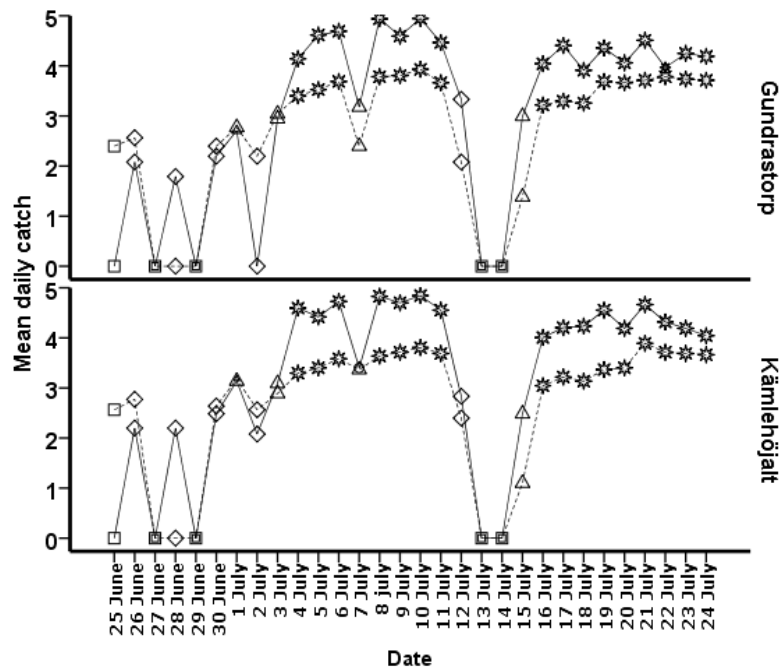 5
4
3
2
1
0
Gundrastorp
Mean daily catch
5
4
3
2
1
0
Kämlehöjalt
25 June
26 June
27 June
28 June
29 June
30 June
1 July
2 July
3 July
4 July
5 July
6 July
7 July
8 july
9 July
10 July
11 July
12 July
13 July
14 July
15 July
16 July
17 July
18 July
19 July
20 July
21 July
22 July
23 July
24 July
Date